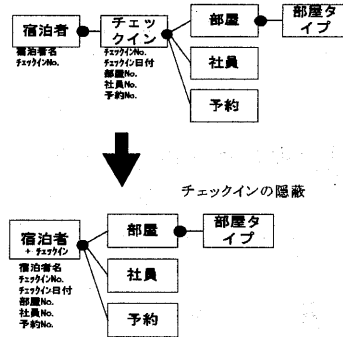 宿泊者
宿泊者名
チェックインNo.
チェックイン
チェックインNo.
チェックイン日付
部屋No.
社員No.
予約No.
部屋
部屋タイプ
社員
予約
チェックインの隠蔽
宿泊者
+ チェックイン
宿泊者名
チェックインNo.
チェックイン日付
部屋No.
社員No.
予約No.
部屋
部屋タイプ
社員
予約